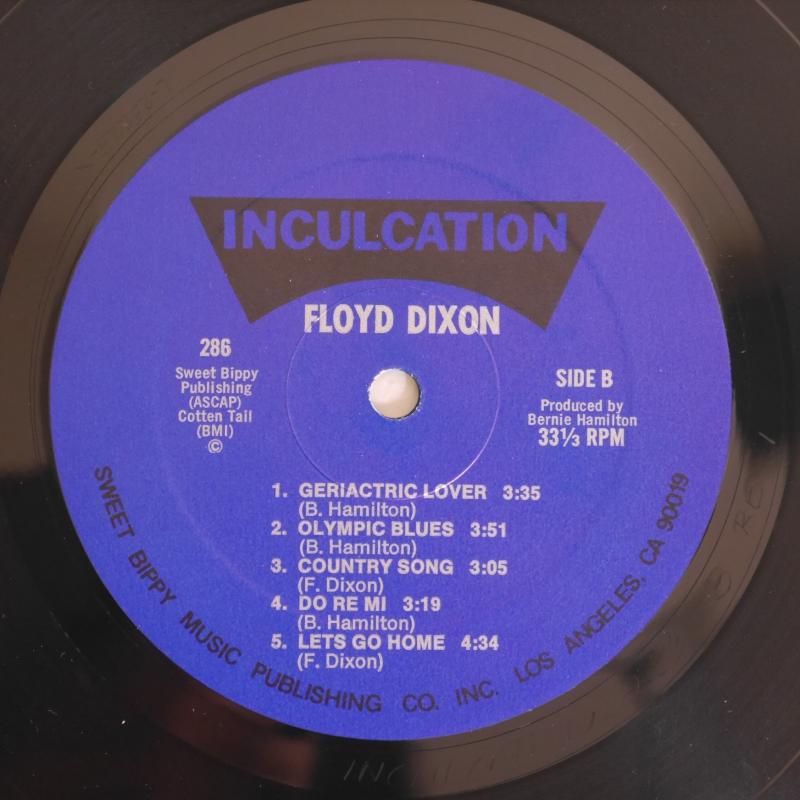 INCULCATION
FLOYD DIXON
286
Sweet Bippy
Publishing
(ASCAP)
Cotten Tail
(BMI)
©
SIDE B
Produced by
Bernie Hamilton
33⅓ RPM
1. GERIACTRIC LOVER 3:35
(B. Hamilton)
2. OLYMPIC BLUES 3:51
(B. Hamilton)
3. COUNTRY SONG 3:05
(F. Dixon)
4. DO RE MI 3:19
(B. Hamilton)
5. LETS GO HOME 4:34
(F. Dixon)
SWEET BIPPY MUSIC PUBLISHING CO. INC. LOS ANGELES, CA 90019